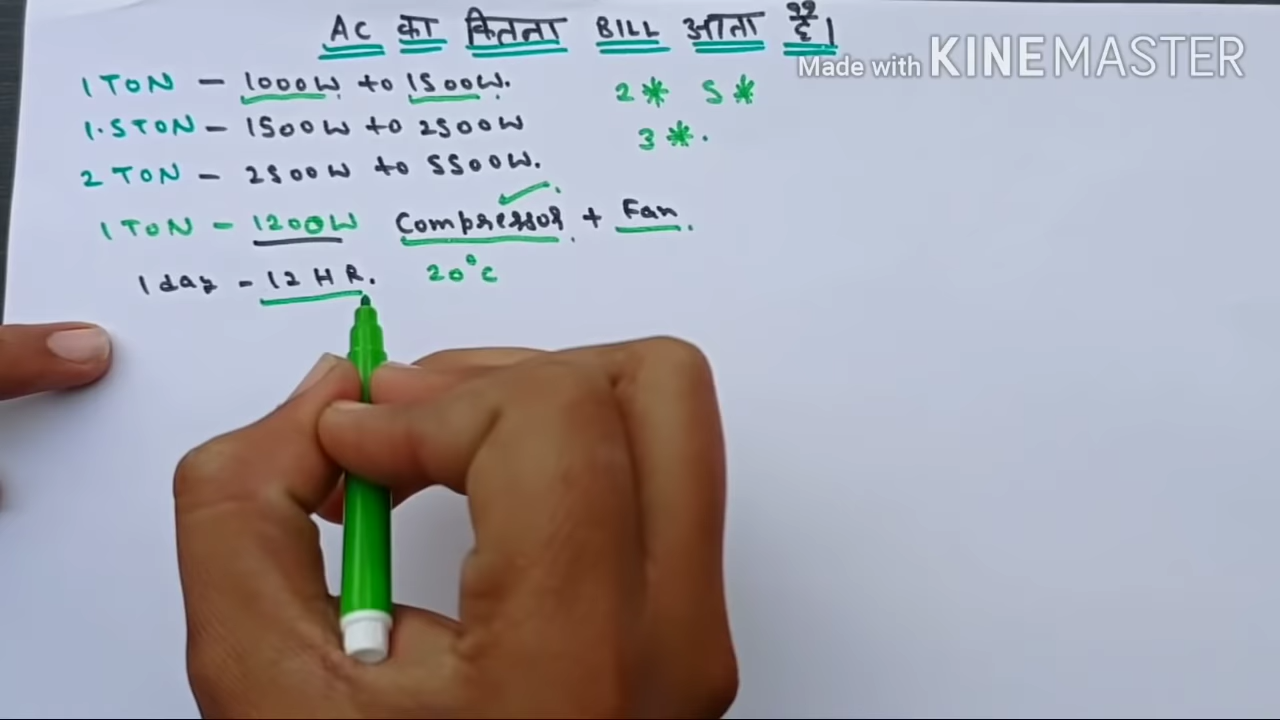 AC का कितना BILL आता है।
Made with KINEMASTER
1 TON - 1000W to 1500W. 2* 5*
1.5 TON - 1500W to 2500W 3*.
2 TON - 2500W to 5500W.
1 TON - 1200W Compressor + Fan.
1 day - 12 HR. 20°C